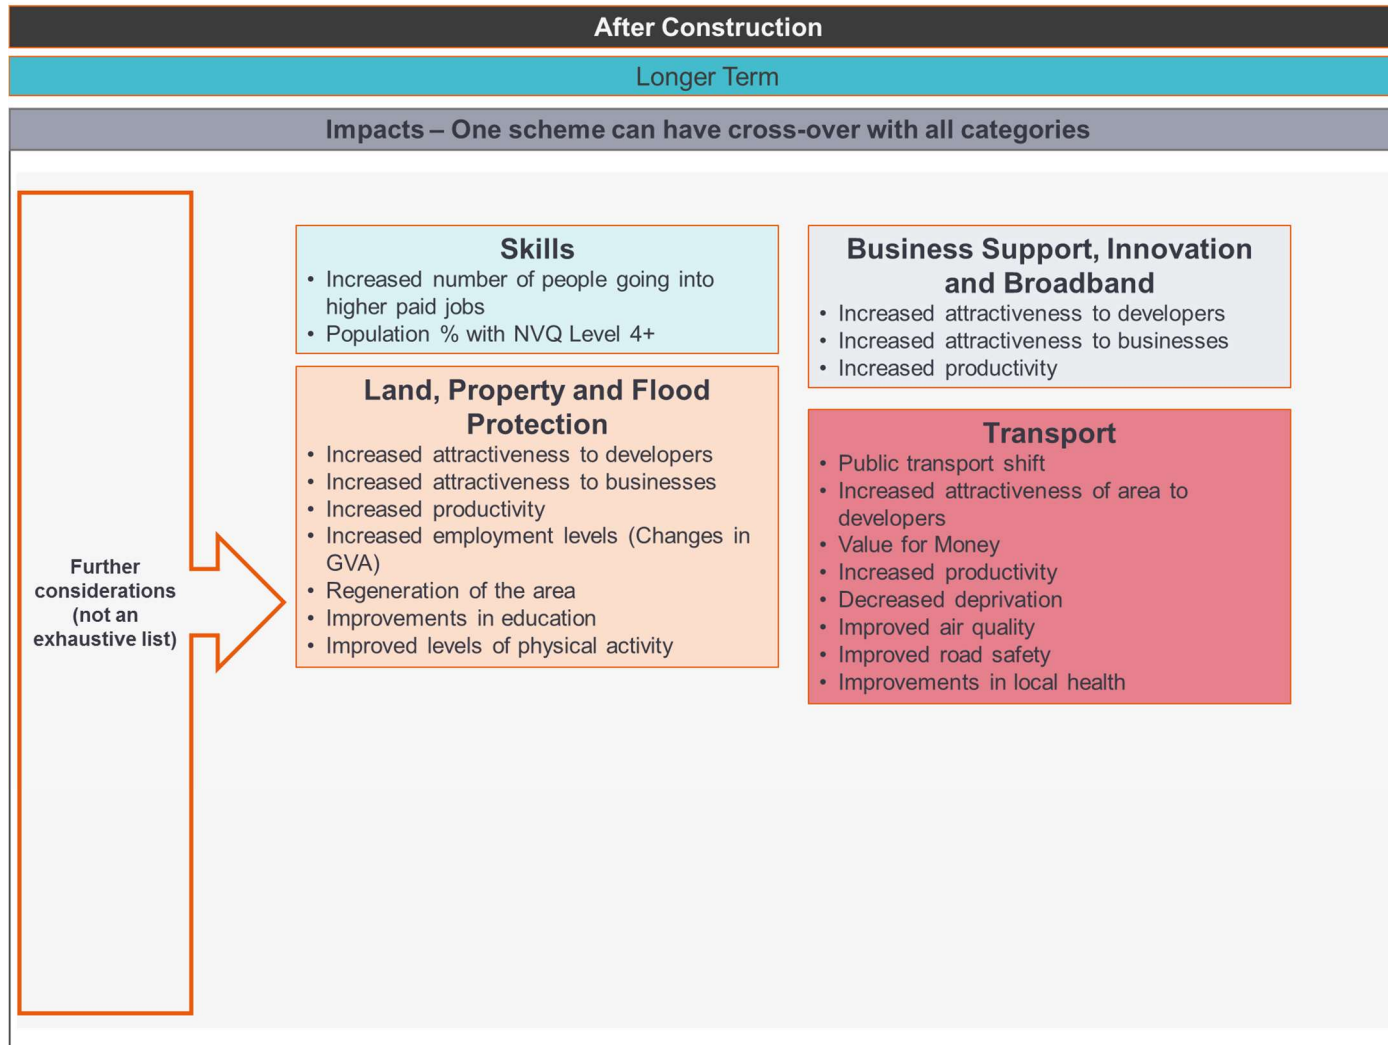 After Construction
Longer Term
Impacts – One scheme can have cross-over with all categories
Further
considerations
(not an
exhaustive list)
Skills
• Increased number of people going into
higher paid jobs
• Population % with NVQ Level 4+
Land, Property and Flood
Protection
• Increased attractiveness to developers
• Increased attractiveness to businesses
• Increased productivity
• Increased employment levels (Changes in
GVA)
• Regeneration of the area
• Improvements in education
• Improved levels of physical activity
Business Support, Innovation
and Broadband
• Increased attractiveness to developers
• Increased attractiveness to businesses
• Increased productivity
Transport
• Public transport shift
• Increased attractiveness of area to
developers
• Value for Money
• Increased productivity
• Decreased deprivation
• Improved air quality
• Improved road safety
• Improvements in local health